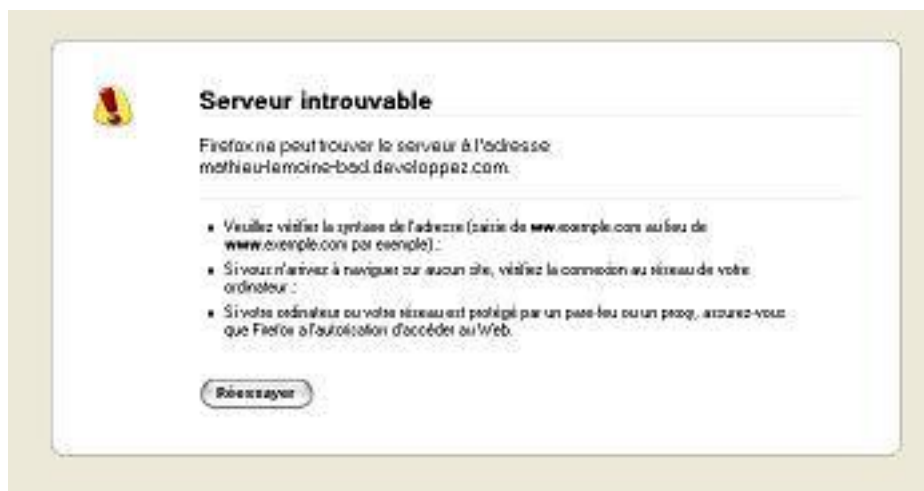 Serveur introuvable
Firefox ne peut trouver le serveur à l'adresse
mathieu-lemoine-bad.developpez.com.
Veuillez vérifier la syntaxe de l'adresse (saisie de ww.exemple.com au lieu de
www.exemple.com par exemple) ;
Si vous n'arrivez à naviguer sur aucun site, vérifiez la connexion au réseau de votre
ordinateur ;
Si votre ordinateur ou votre réseau est protégé par un pare-feu ou un proxy, assurez-vous
que Firefox a l'autorisation d'accéder au Web.
Réessayer